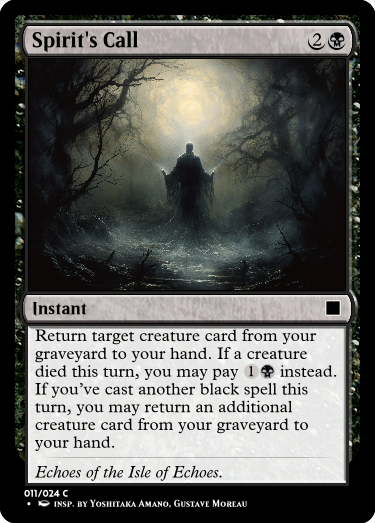 Spirit's Call 2
Instant
Return target creature card from your
graveyard to your hand. If a creature
died this turn, you may pay 1 instead.
If you've cast another black spell this
turn, you may return an additional
creature card from your graveyard to
your hand.
Echoes of the Isle of Echoes.
011/024 C
• INSP. BY YOSHITAKA AMANO, GUSTAVE MOREAU